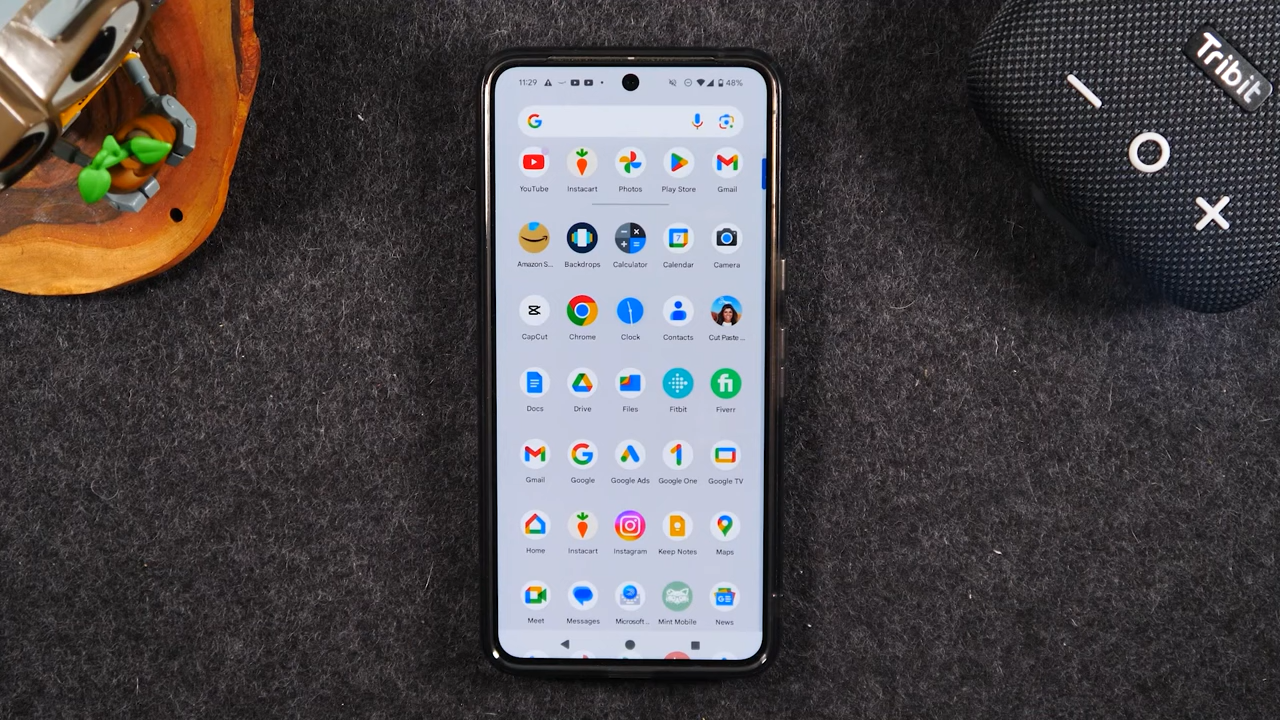 11:29 48%
YouTube Instacart Photos Play Store Gmail
Amazon S... Backdrops Calculator Calendar Camera
CapCut Chrome Clock Contacts Cut Paste ...
Docs Drive Files Fitbit Fiverr
Gmail Google Google Ads Google One Google TV
Home Instacart Instagram Keep Notes Maps
Meet Messages Microsoft... Mint Mobile News
Tribit